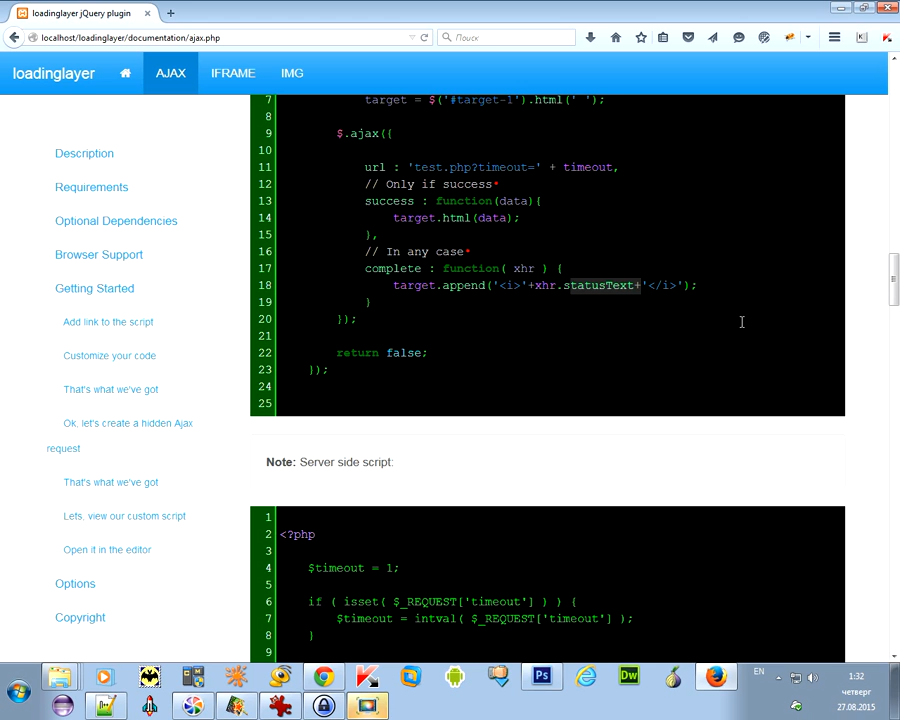 loadinglayer jQuery plugin
localhost/loadinglayer/documentation/ajax.php
Поиск
loadinglayer AJAX IFRAME IMG
Description
Requirements
Optional Dependencies
Browser Support
Getting Started
Add link to the script
Customize your code
That's what we've got
Ok, let's create a hidden Ajax
request
That's what we've got
Lets, view our custom script
Open it in the editor
Options
Copyright
7 target = $('#target-1').html(' ');
8
9 $.ajax({
10
11 url : 'test.php?timeout=' + timeout,
12 // Only if success*
13 success : function(data){
14 target.html(data);
15 },
16 // In any case*
17 complete : function( xhr ) {
18 target.append('<i>'+xhr.statusText+'</i>');
19 }
20 });
21
22 return false;
23 });
24
25
Note: Server side script:
1
2 <?php
3
4 $timeout = 1;
5
6 if ( isset( $_REQUEST['timeout'] ) ) {
7 $timeout = intval( $_REQUEST['timeout'] );
8 }
9
Ps
Dw
EN
1:32
четверг
27.08.2015